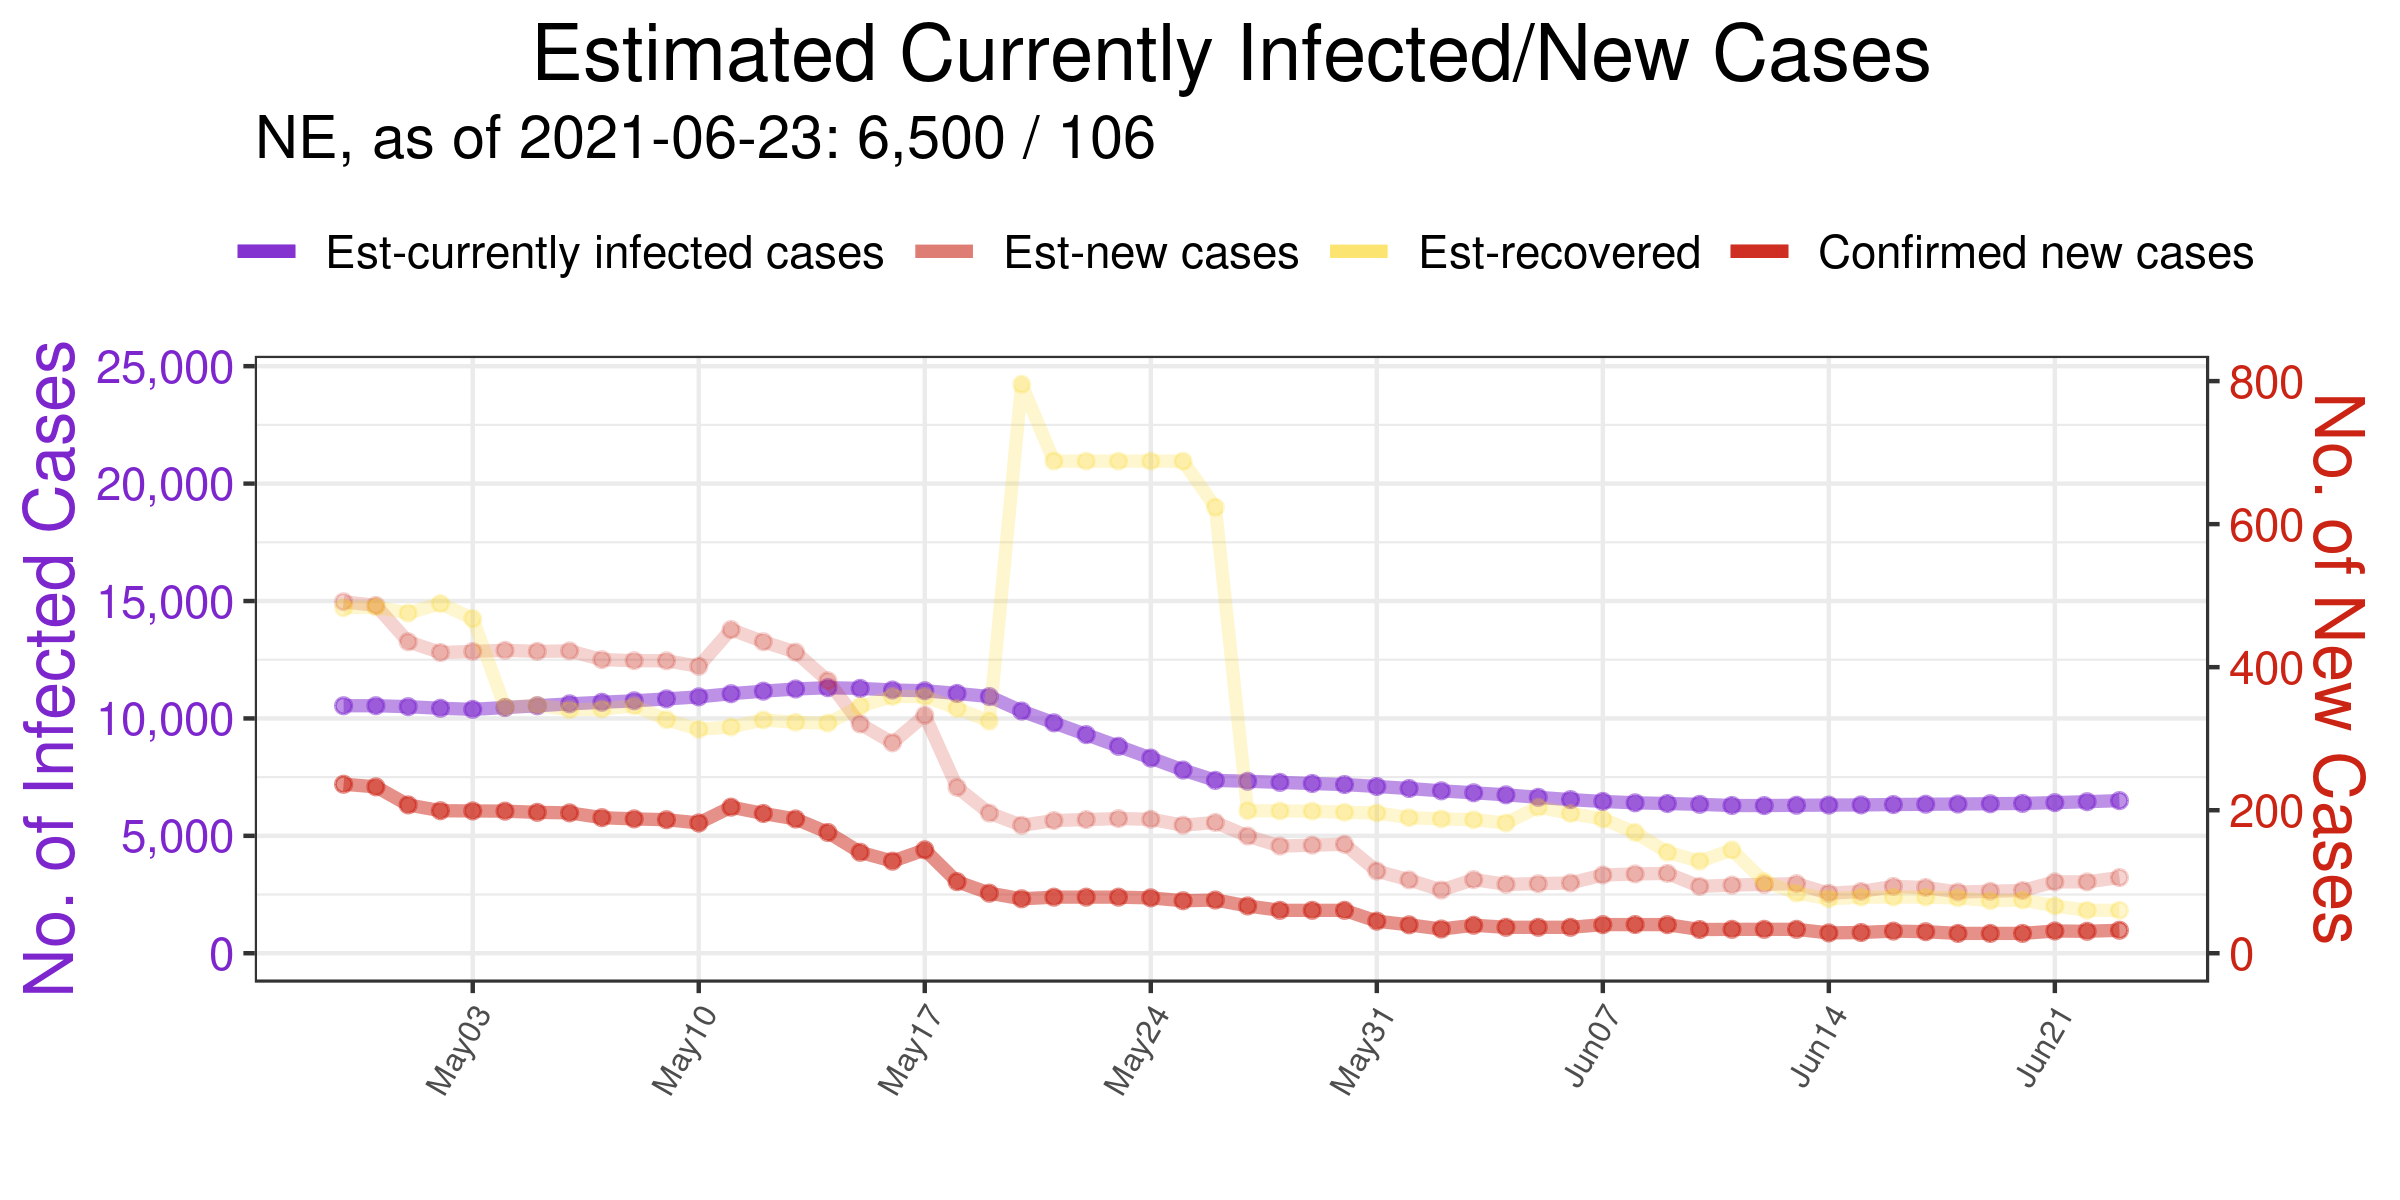 Estimated Currently Infected/New Cases
NE, as of 2021-06-23: 6,500 / 106
Est-currently infected cases Est-new cases Est-recovered Confirmed new cases
No. of Infected Cases
25,000
20,000
15,000
10,000
5,000
0
800
600
400
200
0
No. of New Cases
May03 May10 May17 May24 May31 Jun07 Jun14 Jun21